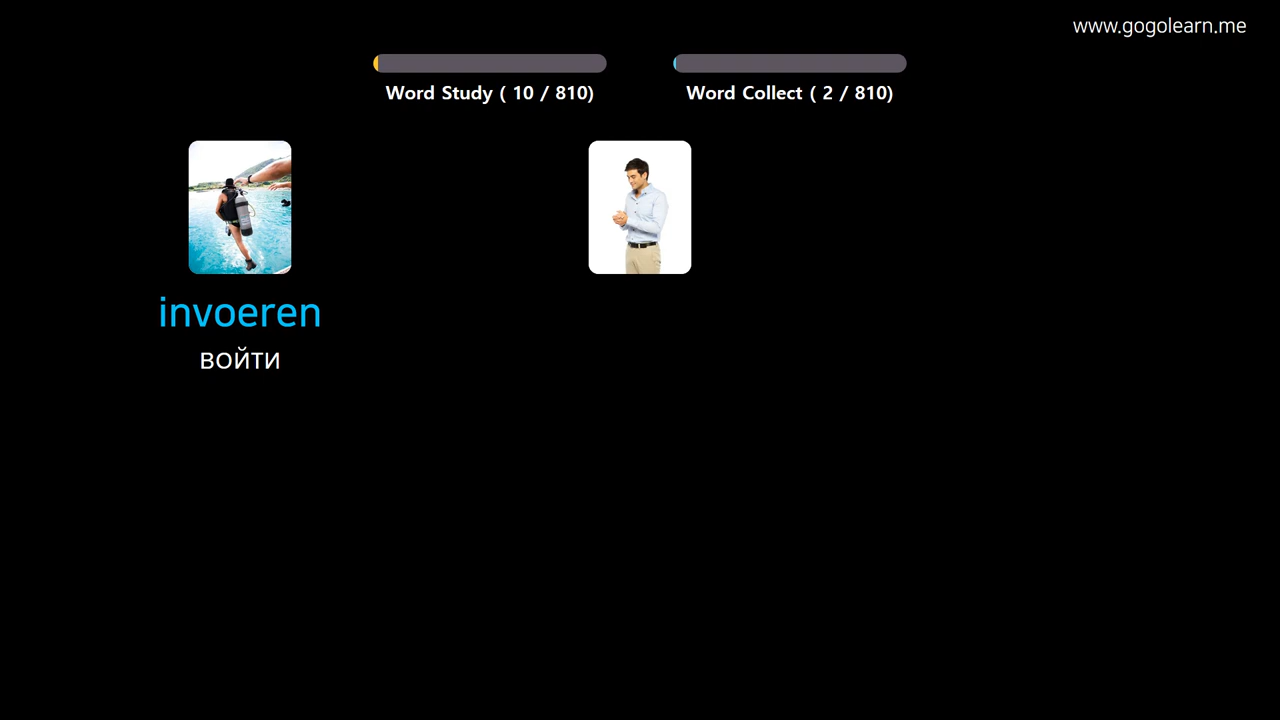 www.gogolearn.me
Word Study ( 10 / 810)
Word Collect ( 2 / 810)
invoeren
войти